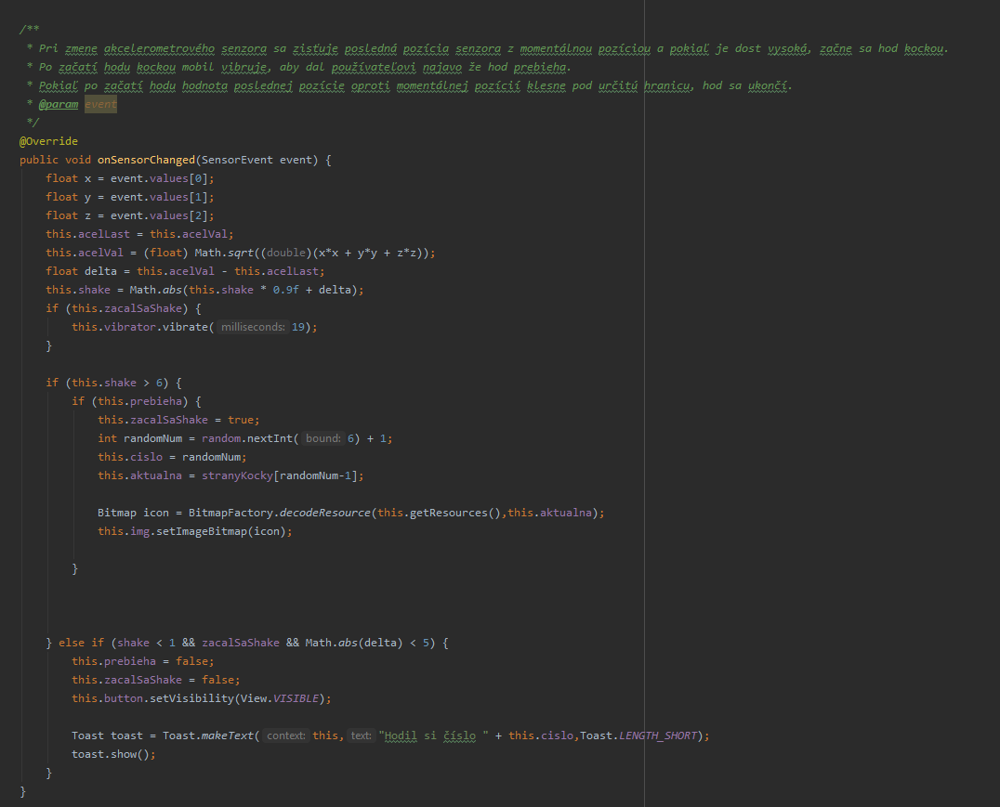 /**
 * Pri zmene akcelerometrového senzora sa zisťuje posledná pozícia senzora z momentálnou pozíciou a pokiaľ je dost vysoká, začne sa hod kockou.
 * Po začatí hodu kockou mobil vibruje, aby dal používateľovi najavo že hod prebieha.
 * Pokiaľ po začatí hodu hodnota poslednej pozície oproti momentálnej pozícií klesne pod určitú hranicu, hod sa ukončí.
 * @param event
 */
@Override
public void onSensorChanged(SensorEvent event) {
    float x = event.values[0];
    float y = event.values[1];
    float z = event.values[2];
    this.acelLast = this.acelVal;
    this.acelVal = (float) Math.sqrt((double)(x*x + y*y + z*z));
    float delta = this.acelVal - this.acelLast;
    this.shake = Math.abs(this.shake * 0.9f + delta);
    if (this.zacalSaShake) {
        this.vibrator.vibrate( milliseconds: 19);
    }
    if (this.shake > 6) {
        if (this.prebieha) {
            this.zacalSaShake = true;
            int randomNum = random.nextInt( bound: 6) + 1;
            this.cislo = randomNum;
            this.aktualna = stranyKocky[randomNum-1];
            Bitmap icon = BitmapFactory.decodeResource(this.getResources(),this.aktualna);
            this.img.setImageBitmap(icon);
        }
    } else if (shake < 1 && zacalSaShake && Math.abs(delta) < 5) {
        this.prebieha = false;
        this.zacalSaShake = false;
        this.button.setVisibility(View.VISIBLE);
        Toast toast = Toast.makeText( context: this, text: "Hodil si číslo " + this.cislo,Toast.LENGTH_SHORT);
        toast.show();
    }
}